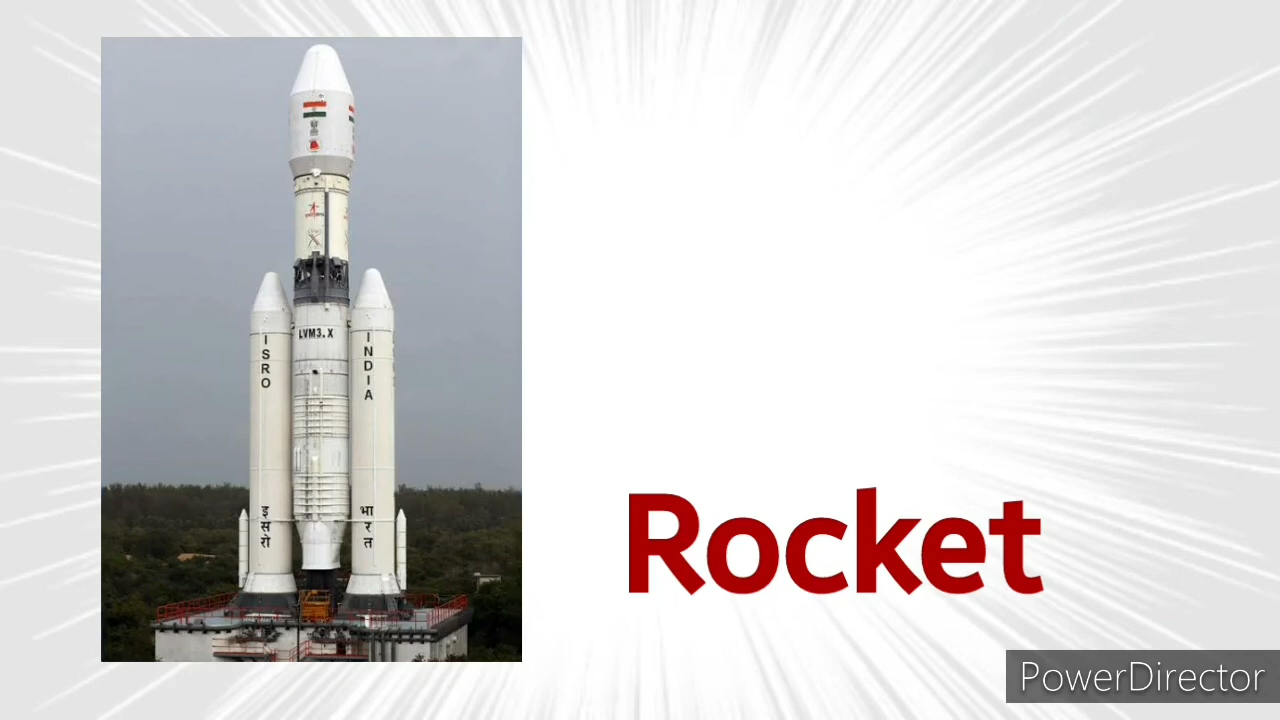 LVM3.X
ISRO
INDIA
इसरो
भारत
Rocket
PowerDirector